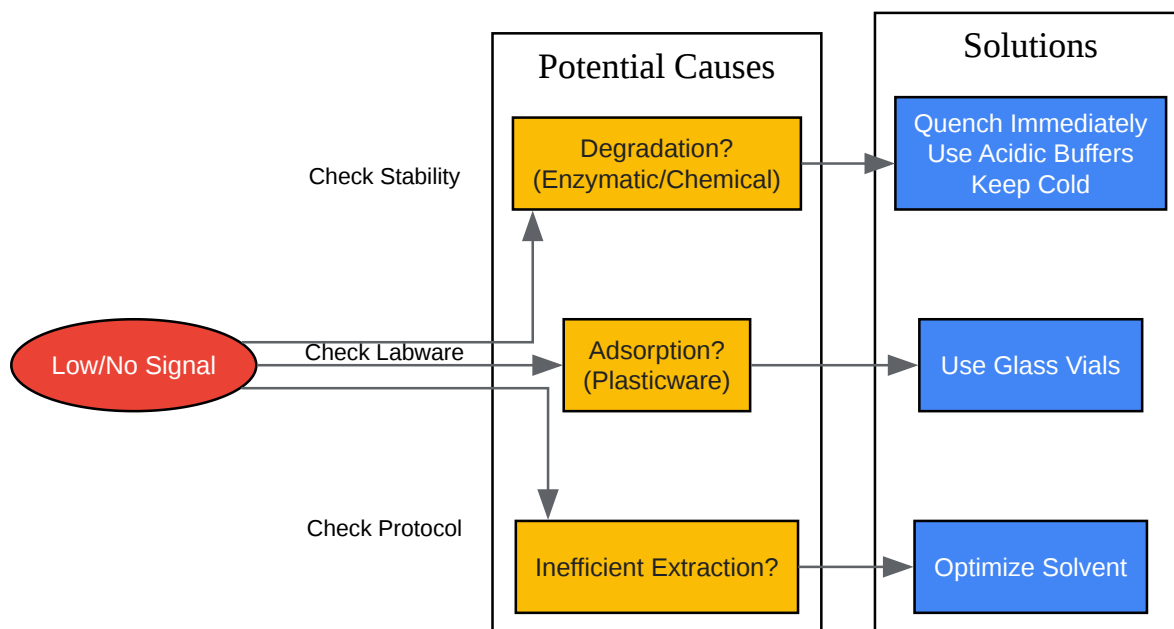 Solutions
Potential Causes
Quench Immediately
Use Acidic Buffers
Keep Cold
Degradation?
(Enzymatic/Chemical)
Check Stability
Low/No Signal
Check Labware
Adsorption?
(Plasticware)
Use Glass Vials
Check Protocol
Inefficient Extraction?
Optimize Solvent